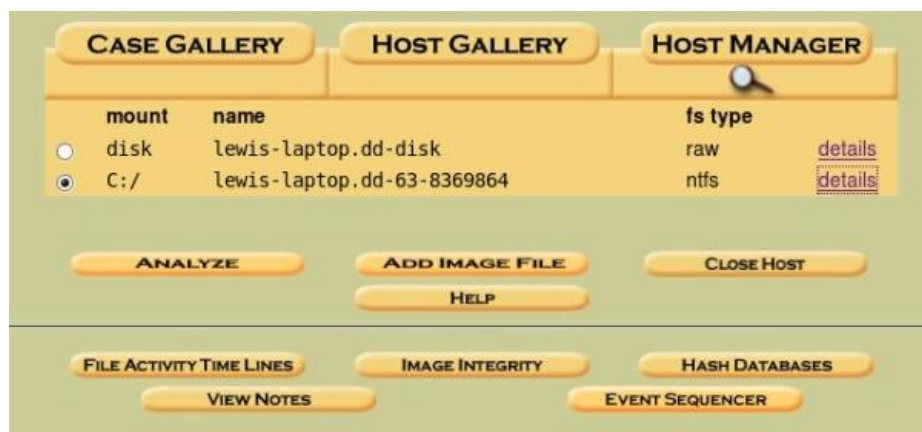 CASE GALLERY HOST GALLERY HOST MANAGER
mount name fs type
disk lewis-laptop.dd-disk raw details
C:/ lewis-laptop.dd-63-8369864 ntfs details
ANALYZE ADD IMAGE FILE CLOSE HOST
HELP
FILE ACTIVITY TIME LINES IMAGE INTEGRITY HASH DATABASES
VIEW NOTES EVENT SEQUENCER